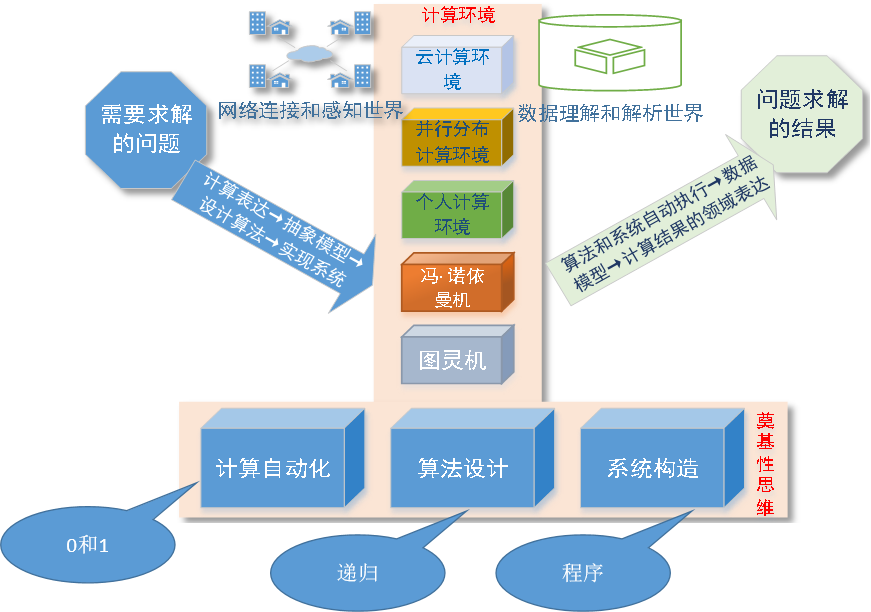 计算环境
云计算环
境
网络连接和感知世界
数据理解和解析世界
需要求解
的问题
问题求解
的结果
并行分布
计算环境
个人计算
环境
计算表达→抽象模型→
设计算法→实现系统
算法和系统自动执行→数据
模型→计算结果的领域表达
冯·诺依
曼机
图灵机
计算自动化
算法设计
系统构造
奠
基
性
思
维
0和1
递归
程序